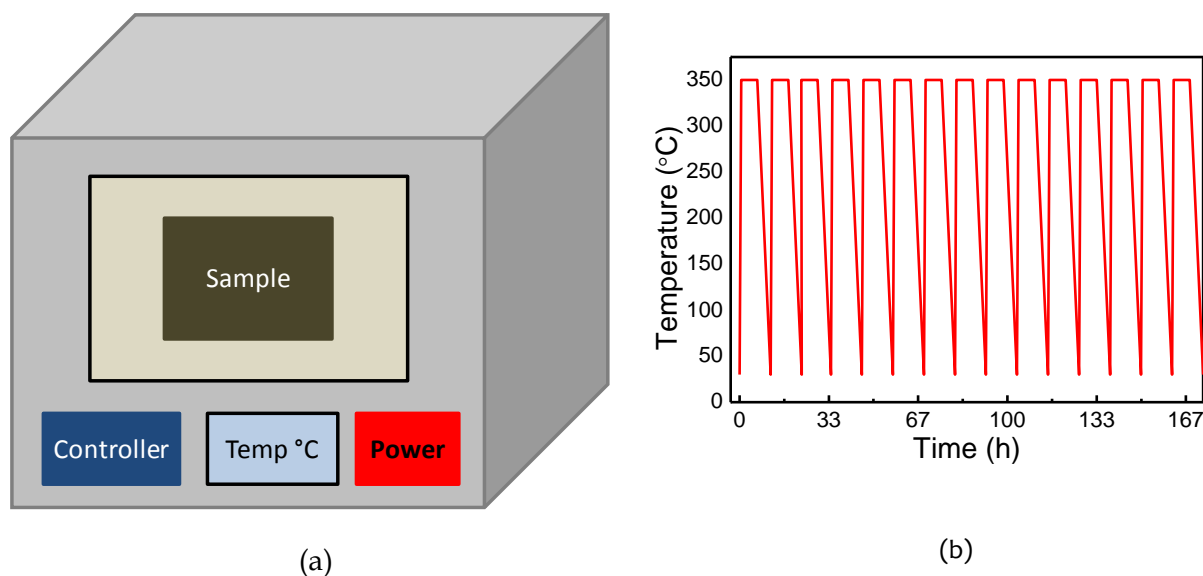 Sample
Controller
Temp °C
Power
(a)
Temperature (°C)
350
300
250
200
150
100
50
0
0 33 67 100 133 167
Time (h)
(b)